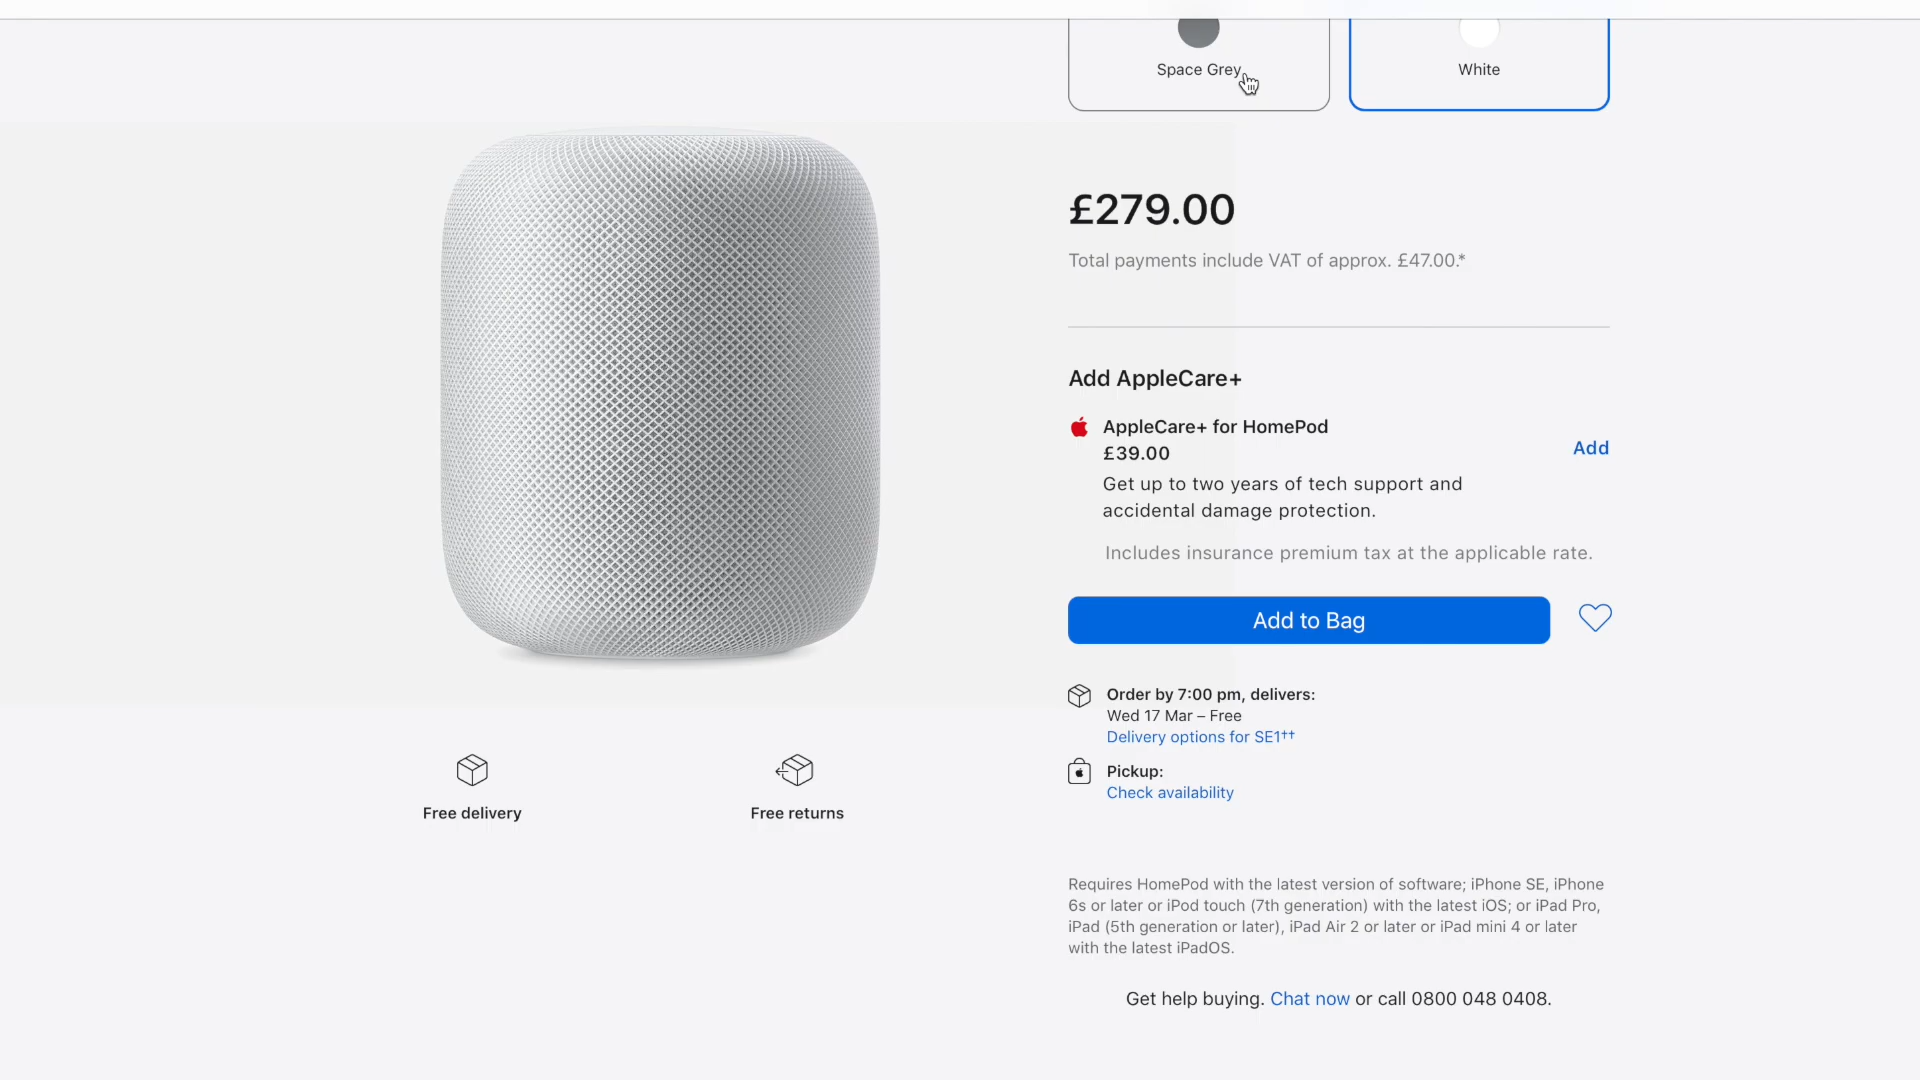 Space Grey
White
£279.00
Total payments include VAT of approx. £47.00.*
Add AppleCare+
AppleCare+ for HomePod
£39.00
Add
Get up to two years of tech support and
accidental damage protection.
Includes insurance premium tax at the applicable rate.
Add to Bag
Order by 7:00 pm, delivers:
Wed 17 Mar – Free
Delivery options for SE1††
Pickup:
Check availability
Free delivery
Free returns
Requires HomePod with the latest version of software; iPhone SE, iPhone
6s or later or iPod touch (7th generation) with the latest iOS; or iPad Pro,
iPad (5th generation or later), iPad Air 2 or later or iPad mini 4 or later
with the latest iPadOS.
Get help buying. Chat now or call 0800 048 0408.